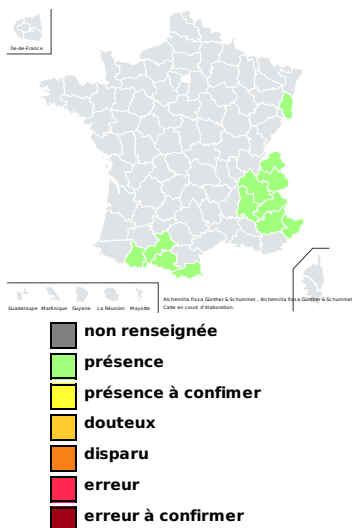 Île-de-France
Guadeloupe Martinique Guyane La Réunion Mayotte
Alchemilla fissa Günther & Schummel , Alchemilla fissa Günther & Schummel
Carte en cours d'élaboration.
non renseignée
présence
présence à confimer
douteux
disparu
erreur
erreur à confirmer